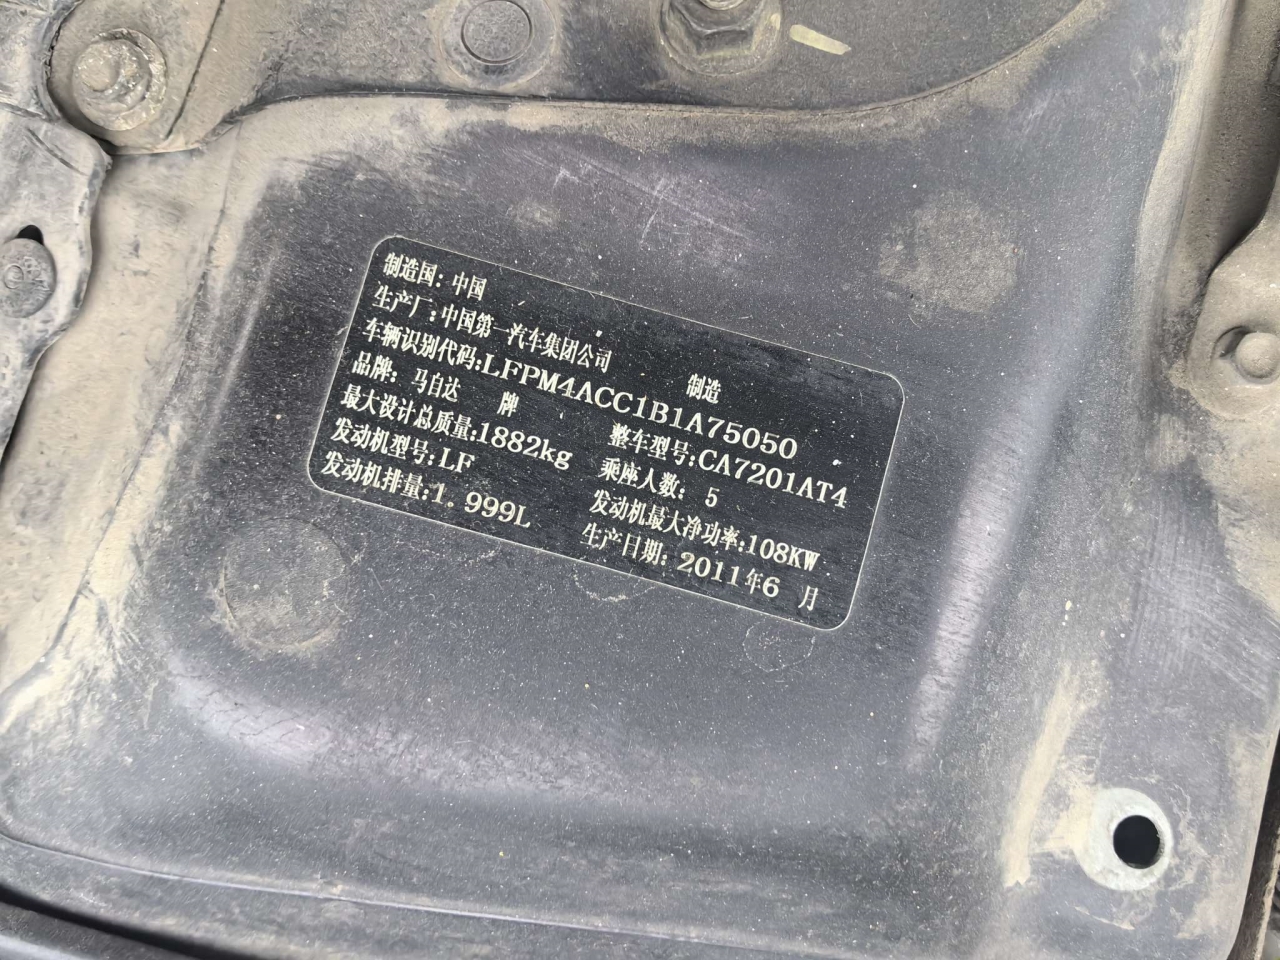 制造国：中国
生产厂：中国第一汽车集团公司 制造
车辆识别代码：LFPM4ACC1B1A75050
品牌：马自达 牌 整车型号：CA7201AT4
最大设计总质量：1882kg 乘座人数：5
发动机型号：LF 发动机最大净功率：108KW
发动机排量：1.999L 生产日期：2011年6 月